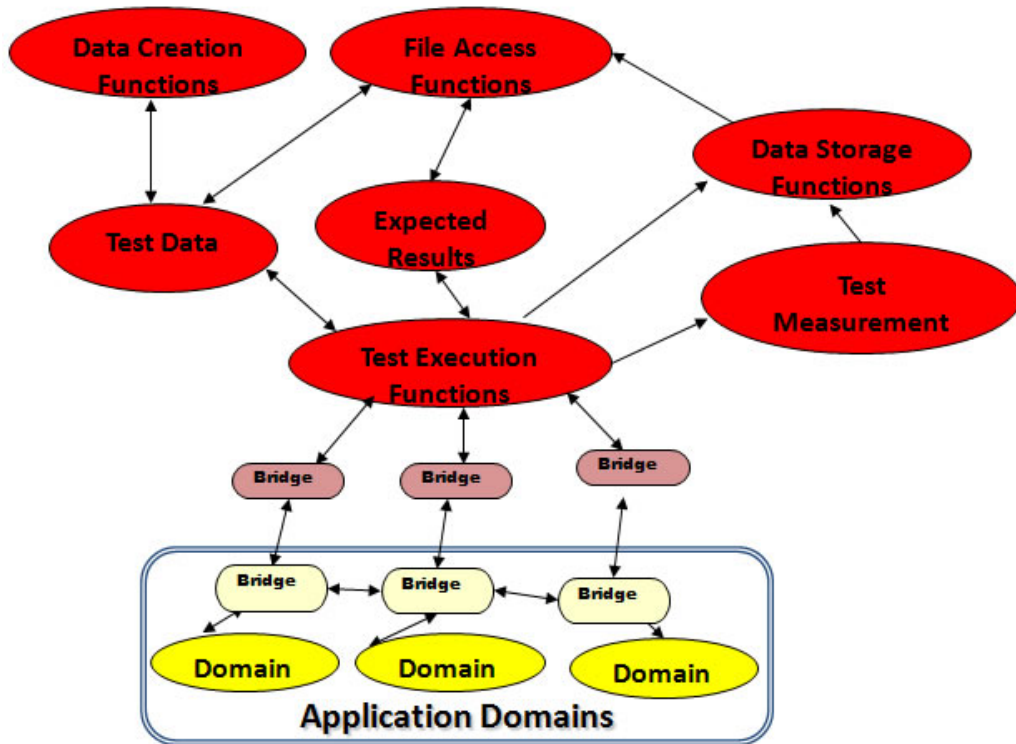 Data Creation
Functions
File Access
Functions
Data Storage
Functions
Test Data
Expected
Results
Test
Measurement
Test Execution
Functions
Bridge
Bridge
Bridge
Bridge
Bridge
Bridge
Domain
Domain
Domain
Application Domains